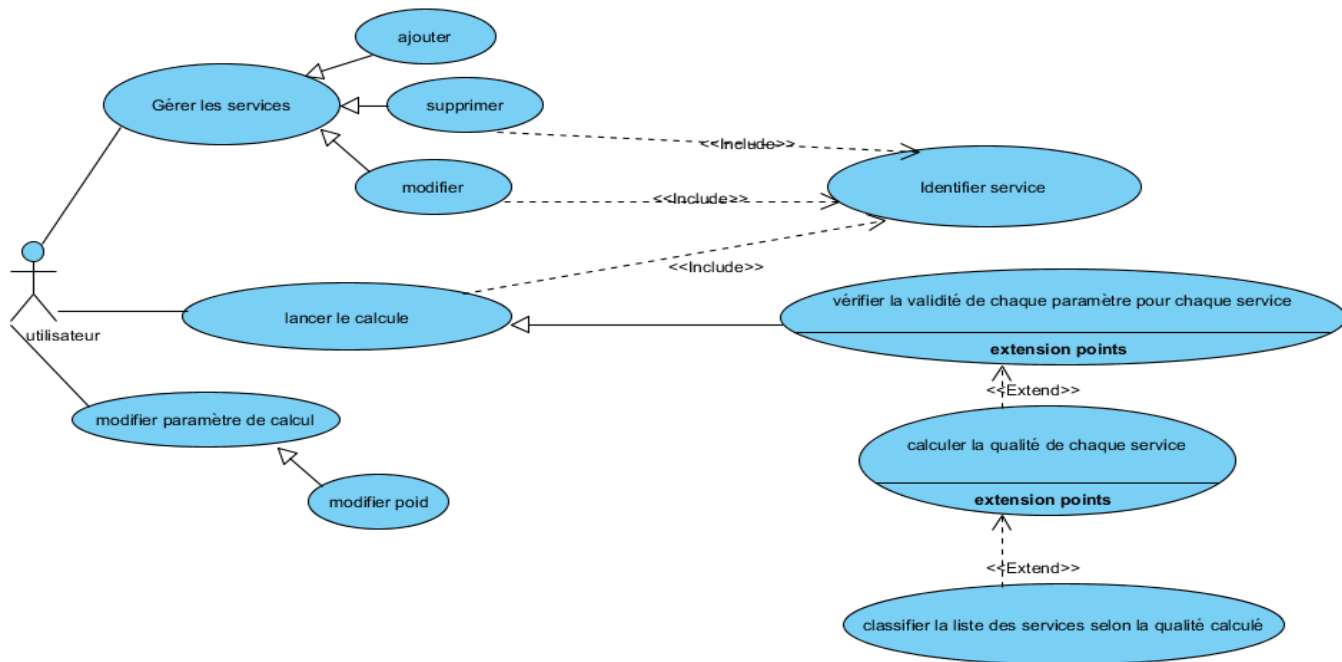 ajouter
Gérer les services
supprimer
<<Include>>
modifier
<<Include>>
Identifier service
<<Include>>
utilisateur
lancer le calcule
vérifier la validité de chaque paramètre pour chaque service
extension points
<<Extend>>
modifier paramètre de calcul
calculer la qualité de chaque service
modifier poid
extension points
<<Extend>>
classifier la liste des services selon la qualité calculé